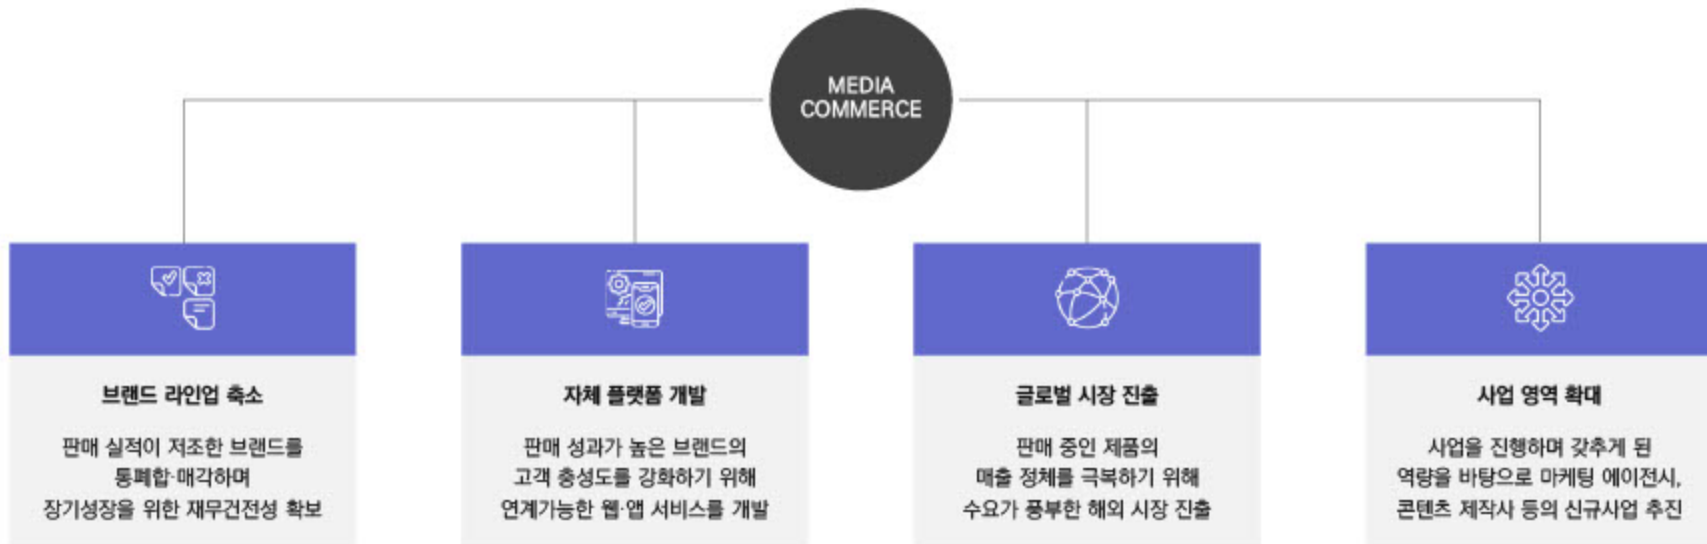 MEDIA
COMMERCE
브랜드 라인업 축소
판매 실적이 저조한 브랜드를
통폐합·매각하며
장기성장을 위한 재무건전성 확보
자체 플랫폼 개발
판매 성과가 높은 브랜드의
고객 충성도를 강화하기 위해
연계가능한 웹·앱 서비스를 개발
글로벌 시장 진출
판매 중인 제품의
매출 정체를 극복하기 위해
수요가 풍부한 해외 시장 진출
사업 영역 확대
사업을 진행하며 갖추게 된
역량을 바탕으로 마케팅 에이전시,
콘텐츠 제작사 등의 신규사업 추진